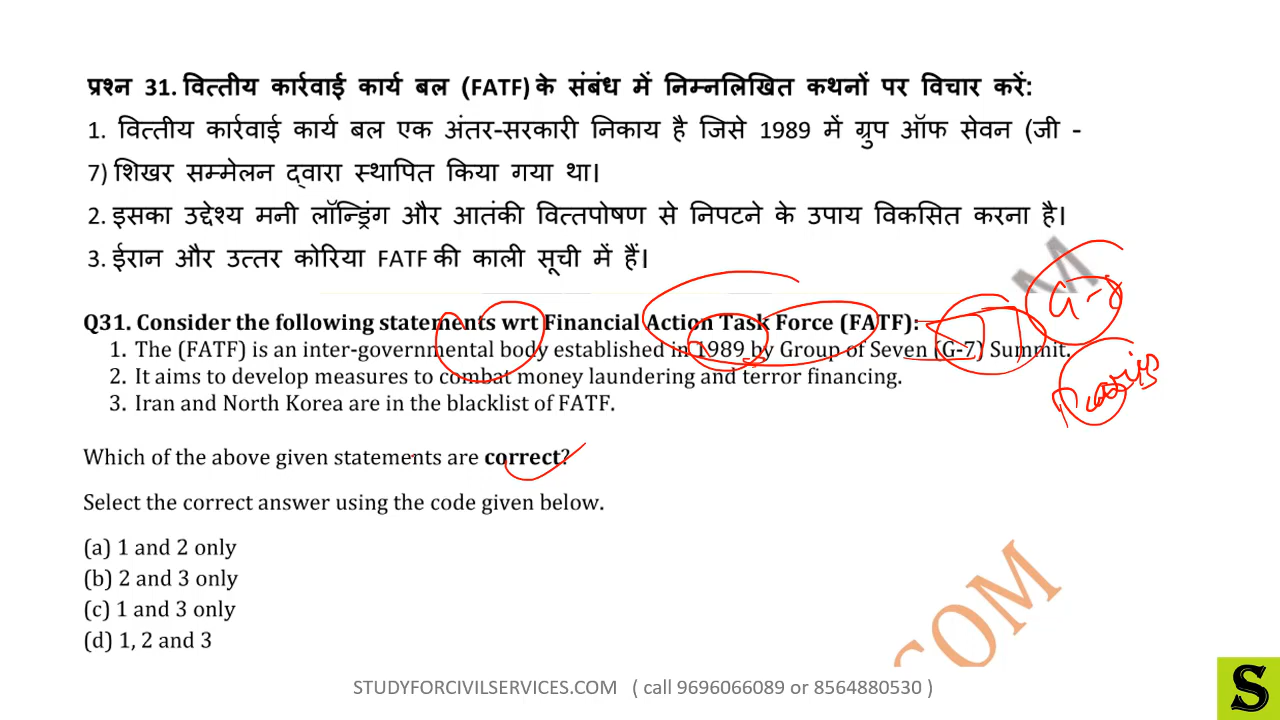 प्रश्न 31. वित्तीय कार्रवाई कार्य बल (FATF) के संबंध में निम्नलिखित कथनों पर विचार करें:
1. वित्तीय कार्रवाई कार्य बल एक अंतर-सरकारी निकाय है जिसे 1989 में ग्रुप ऑफ सेवन (जी -
7) शिखर सम्मेलन द्वारा स्थापित किया गया था।
2. इसका उद्देश्य मनी लॉन्ड्रिंग और आतंकी वित्तपोषण से निपटने के उपाय विकसित करना है।
3. ईरान और उत्तर कोरिया FATF की काली सूची में हैं।
Q31. Consider the following statements wrt Financial Action Task Force (FATF):
1. The (FATF) is an inter-governmental body established in 1989 by Group of Seven (G-7) Summit.
2. It aims to develop measures to combat money laundering and terror financing.
3. Iran and North Korea are in the blacklist of FATF.
Which of the above given statements are correct?
Select the correct answer using the code given below.
(a) 1 and 2 only
(b) 2 and 3 only
(c) 1 and 3 only
(d) 1, 2 and 3
COM
STUDYFORCIVILSERVICES.COM ( call 9696066089 or 8564880530 )
S